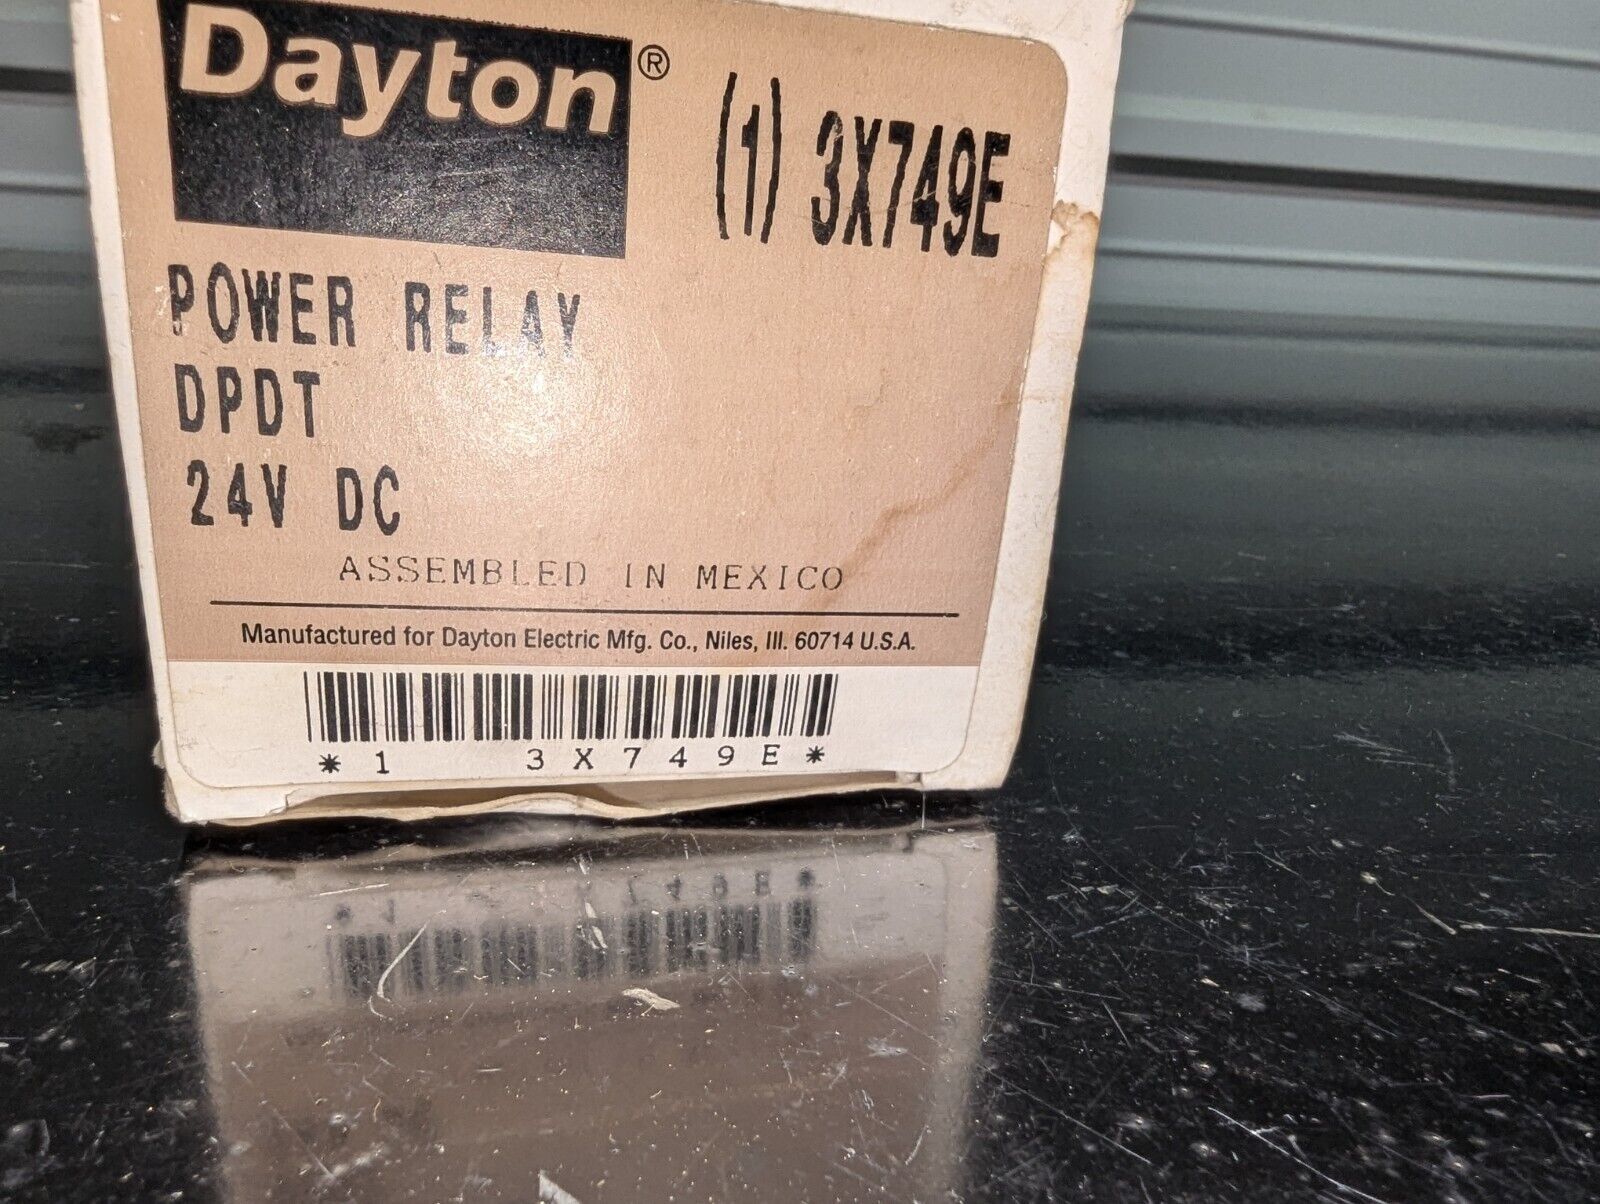 Dayton®
(1) 3X749E
POWER RELAY
DPDT
24V DC
ASSEMBLED IN MEXICO
Manufactured for Dayton Electric Mfg. Co., Niles, Ill. 60714 U.S.A.
*1 3X749E*